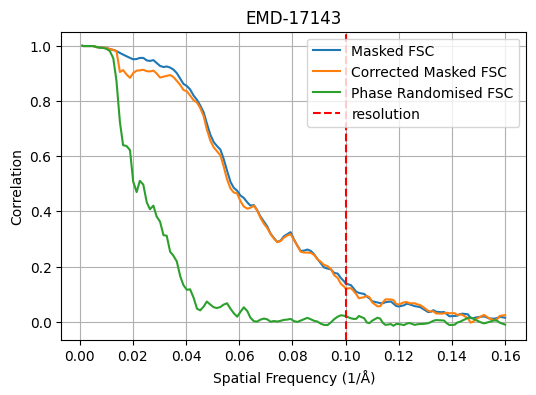 EMD-17143
Masked FSC
Corrected Masked FSC
Phase Randomised FSC
resolution
Correlation
1.0
0.8
0.6
0.4
0.2
0.0
0.00 0.02 0.04 0.06 0.08 0.10 0.12 0.14 0.16
Spatial Frequency (1/Å)